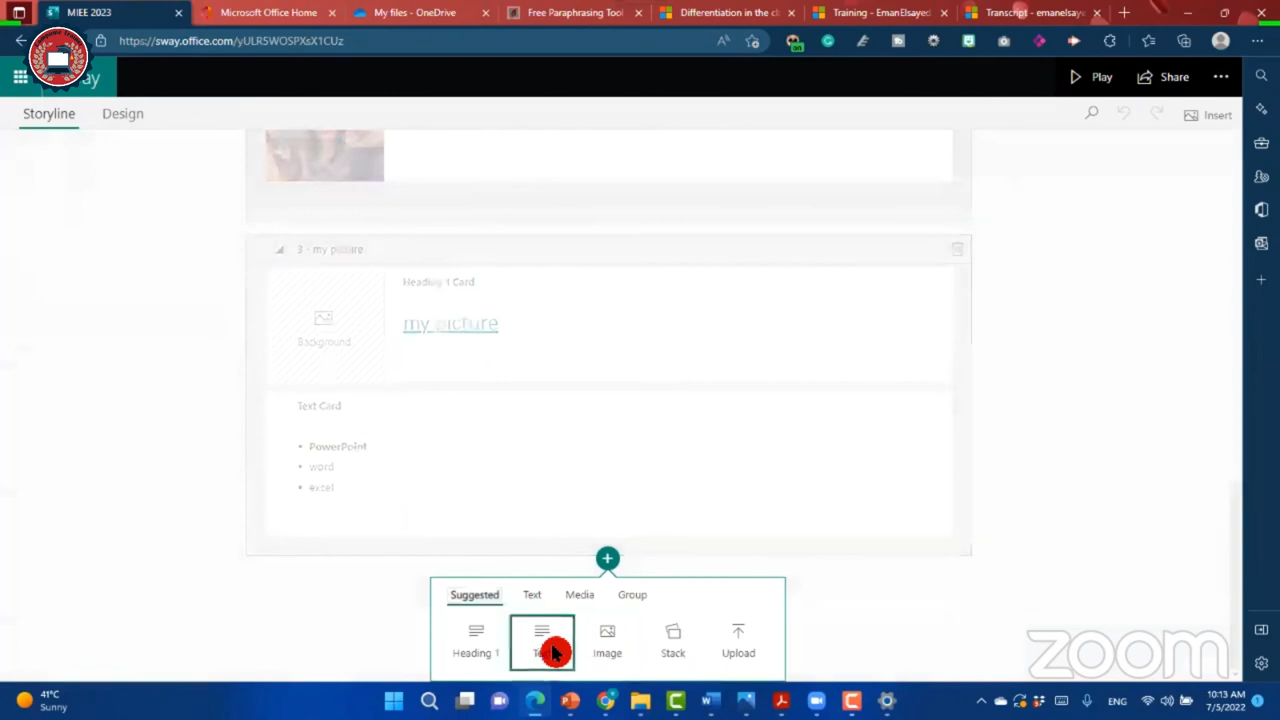 MIEE 2023
Microsoft Office Home
My files - OneDrive
Free Paraphrasing Tool
Differentiation in the cl
Training - EmanElsayed
Transcript - emanelsaye
https://sway.office.com/yULR5WOSPXsX1CUz
Play
Share
Storyline
Design
Insert
3 - my picture
Heading 1 Card
my picture
Background
Text Card
• PowerPoint
• word
• excel
Suggested
Text
Media
Group
Heading 1
Image
Stack
Upload
zoom
41°C
Sunny
ENG
10:13 AM
7/5/2022